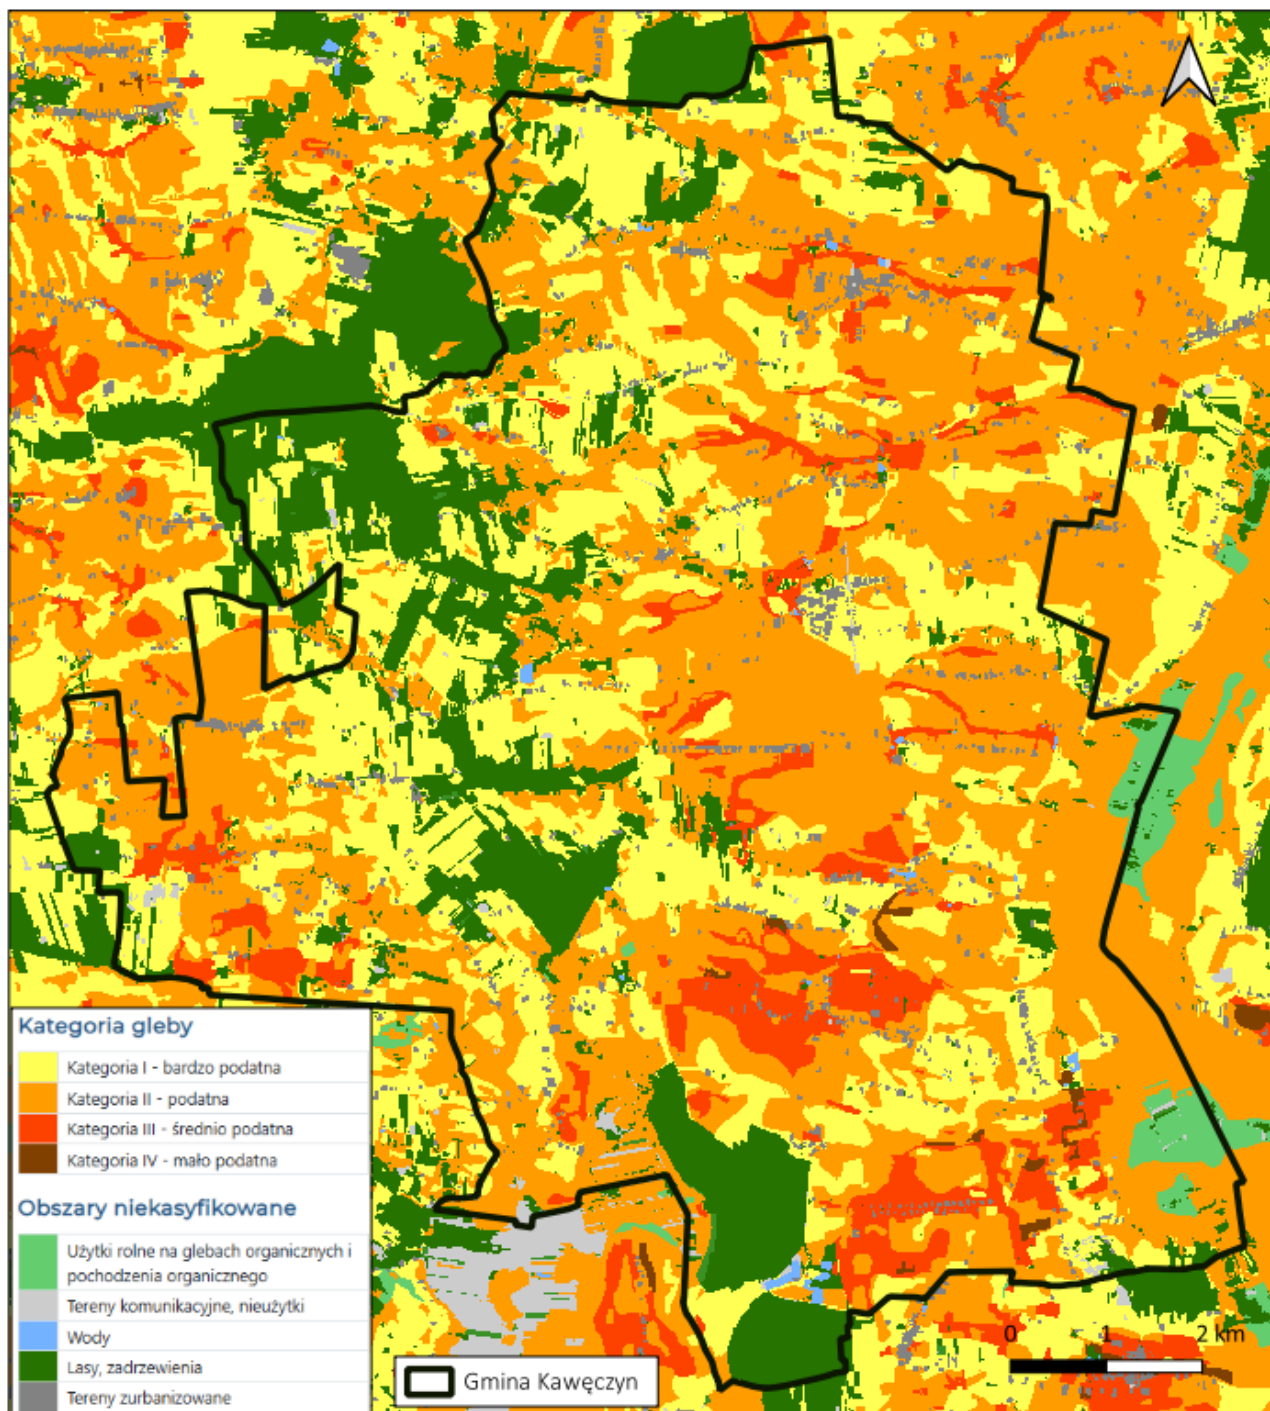 Kategoria gleby
Kategoria I - bardzo podatna
Kategoria II - podatna
Kategoria III - średnio podatna
Kategoria IV - mało podatna
Obszary niekasyfikowane
Użytki rolne na glebach organicznych i
pochodzenia organicznego
Tereny komunikacyjne, nieużytki
Wody
Lasy, zadrzewienia
Tereny zurbanizowane
Gmina Kawęczyn
0 1 2 km